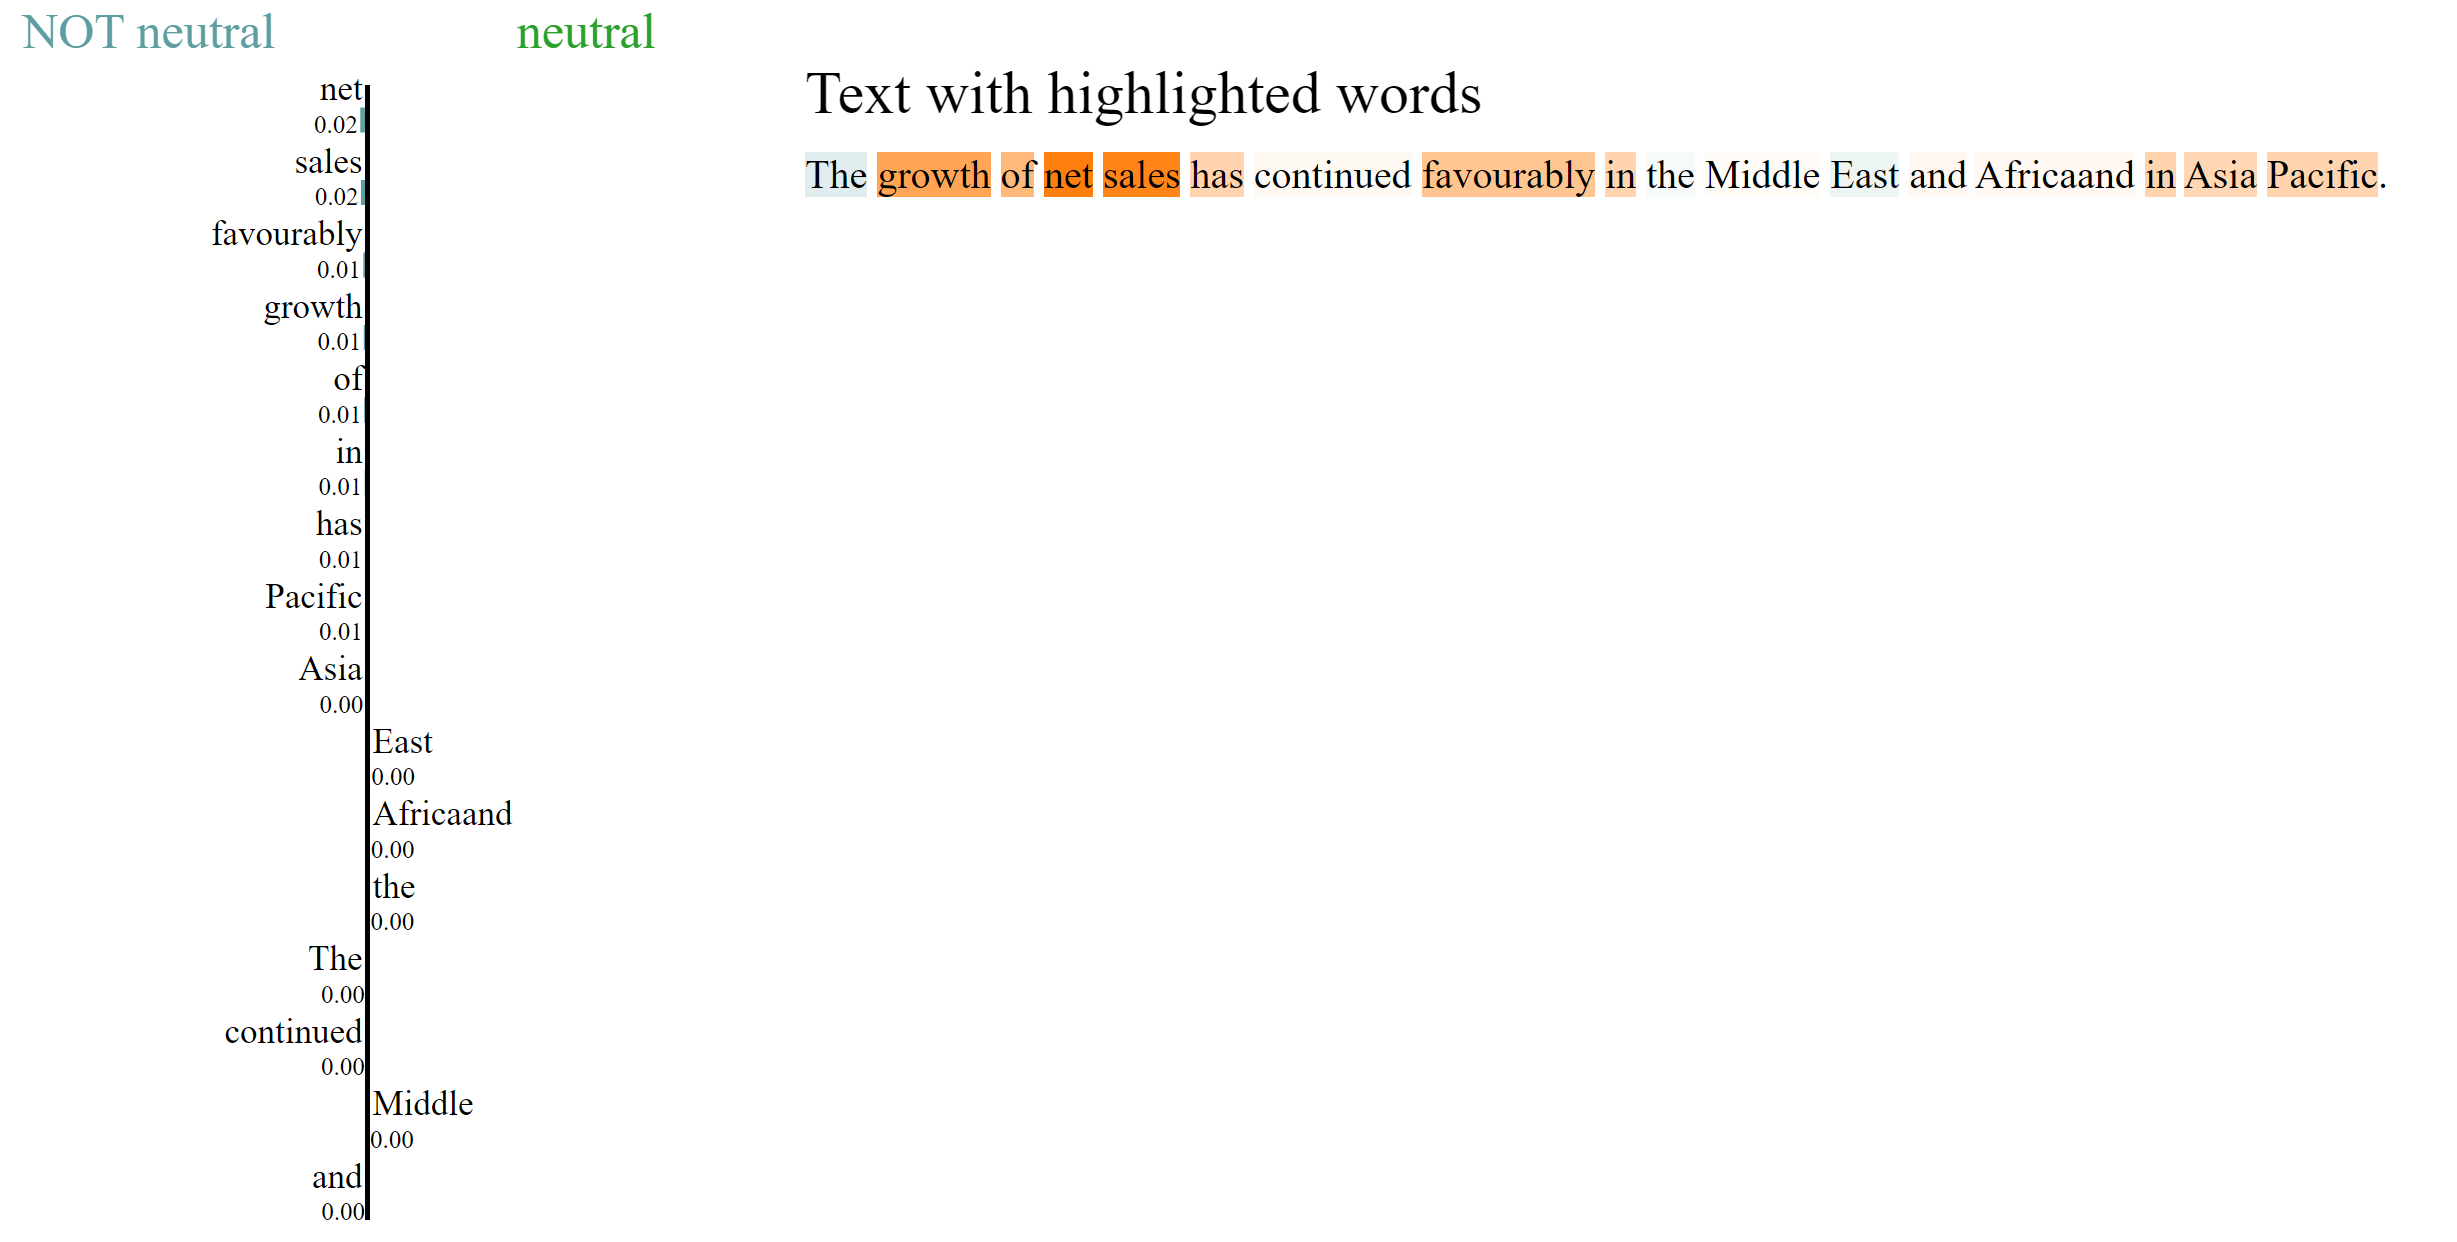 NOT neutral neutral
net
0.02
sales
0.02
favourably
0.01
growth
0.01
of
0.01
in
0.01
has
0.01
Pacific
0.01
Asia
0.00
East
0.00
Africaand
0.00
the
0.00
The
0.00
continued
0.00
Middle
0.00
and
0.00
Text with highlighted words
The growth of net sales has continued favourably in the Middle East and Africaand in Asia Pacific.